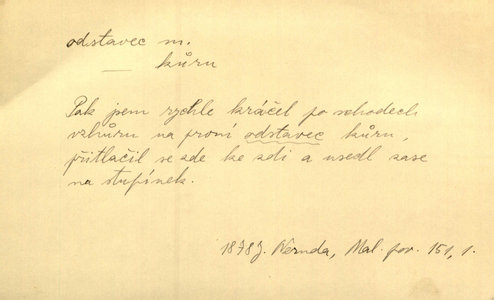 odstavec m.
— kůru
Pak jsem rychle kráčel po schodech
vzhůru na první odstavec kůru,
přitlačil se zde ke zdi a usedl zase
na stupínek.
1878 J. Neruda, Mal. pov. 151, 1.